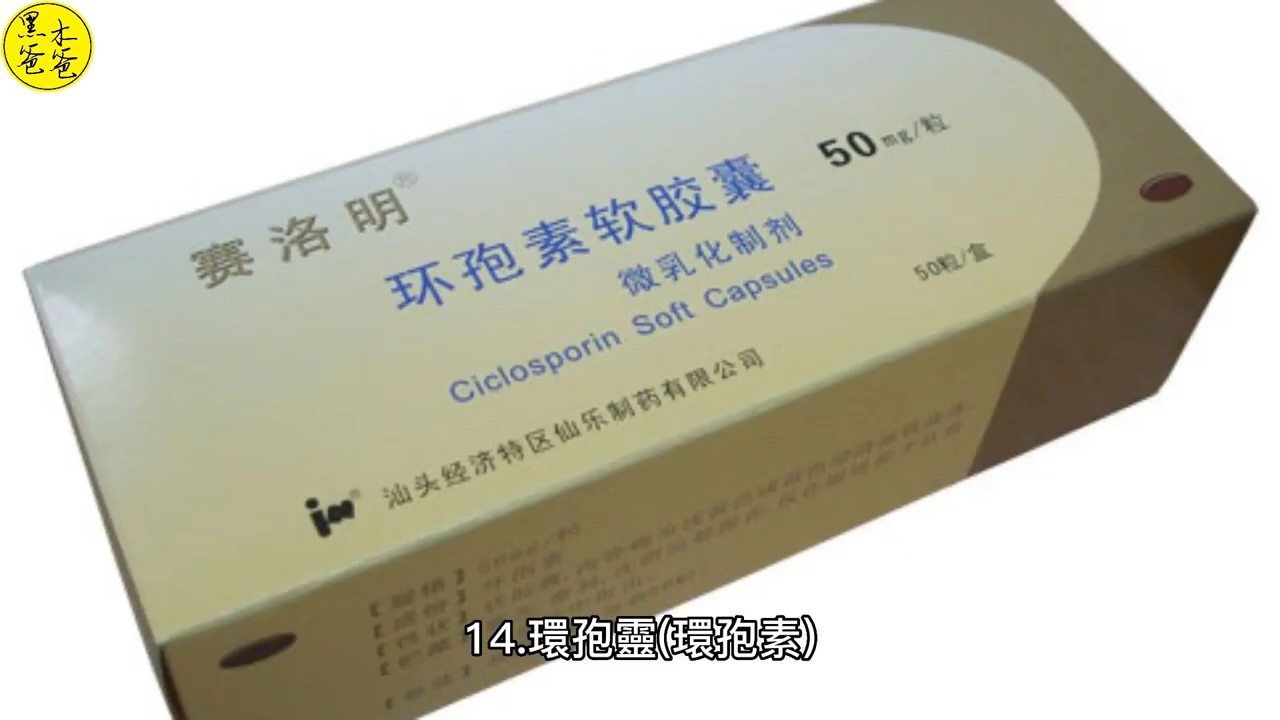 黑木
爸爸
赛洛明®
环孢素软胶囊 50mg/粒
微乳化制剂
Ciclosporin Soft Capsules
50粒/盒
汕头经济特区仙乐制药有限公司
14.環孢靈(環孢素)